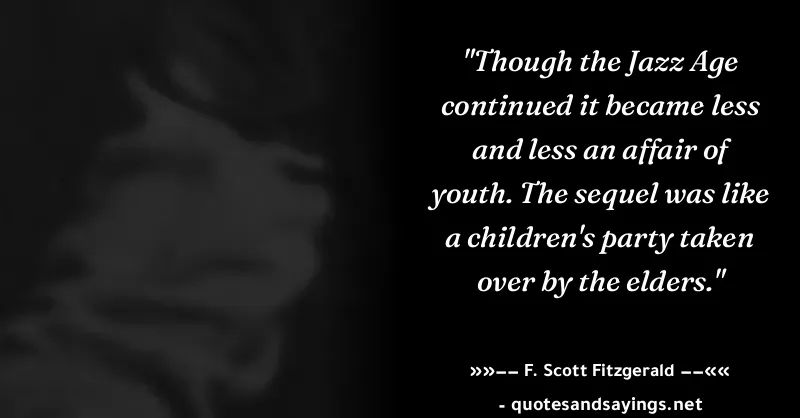 "Though the Jazz Age
continued it became less
and less an affair of
youth. The sequel was like
a children's party taken
over by the elders."
»»–– F. Scott Fitzgerald ––««
- quotesandsayings.net